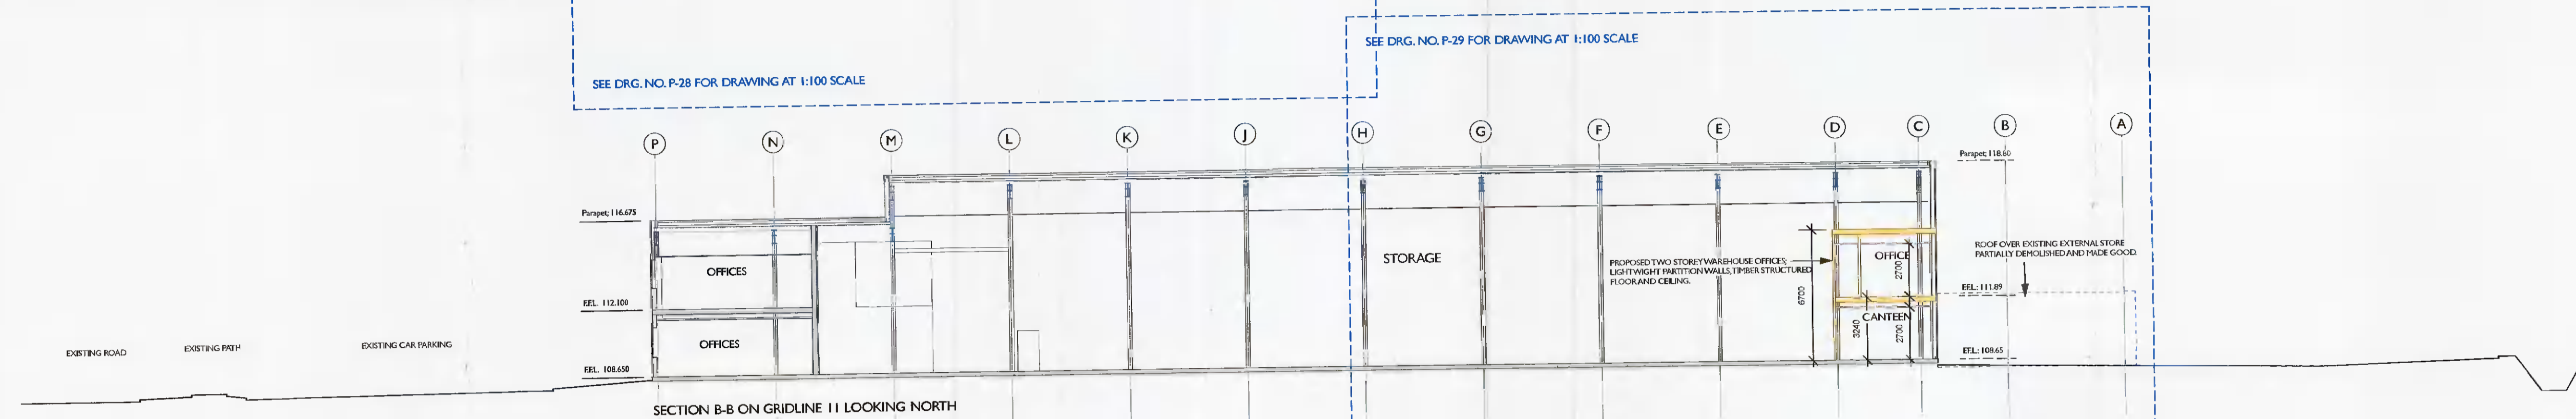 SEE DRG. NO. P-29 FOR DRAWING AT 1:100 SCALE
SEE DRG. NO. P-28 FOR DRAWING AT 1:100 SCALE
P
N
M
L
K
J
H
G
F
E
D
C
B
A
Parapet; 118.80
Parapet; 116.675
OFFICES
STORAGE
PROPOSED TWO STOREY WAREHOUSE OFFICES;
LIGHTWIGHT PARTITION WALLS, TIMBER STRUCTURED
FLOOR AND CEILING.
OFFICE
2700
ROOF OVER EXISTING EXTERNAL STORE
PARTIALLY DEMOLISHED AND MADE GOOD.
F.F.L. 112.100
6700
F.F.L: 111.89
CANTEEN
3240
2700
EXISTING ROAD
EXISTING PATH
EXISTING CAR PARKING
OFFICES
F.F.L: 108.65
F.F.L. 108.650
SECTION B-B ON GRIDLINE 11 LOOKING NORTH